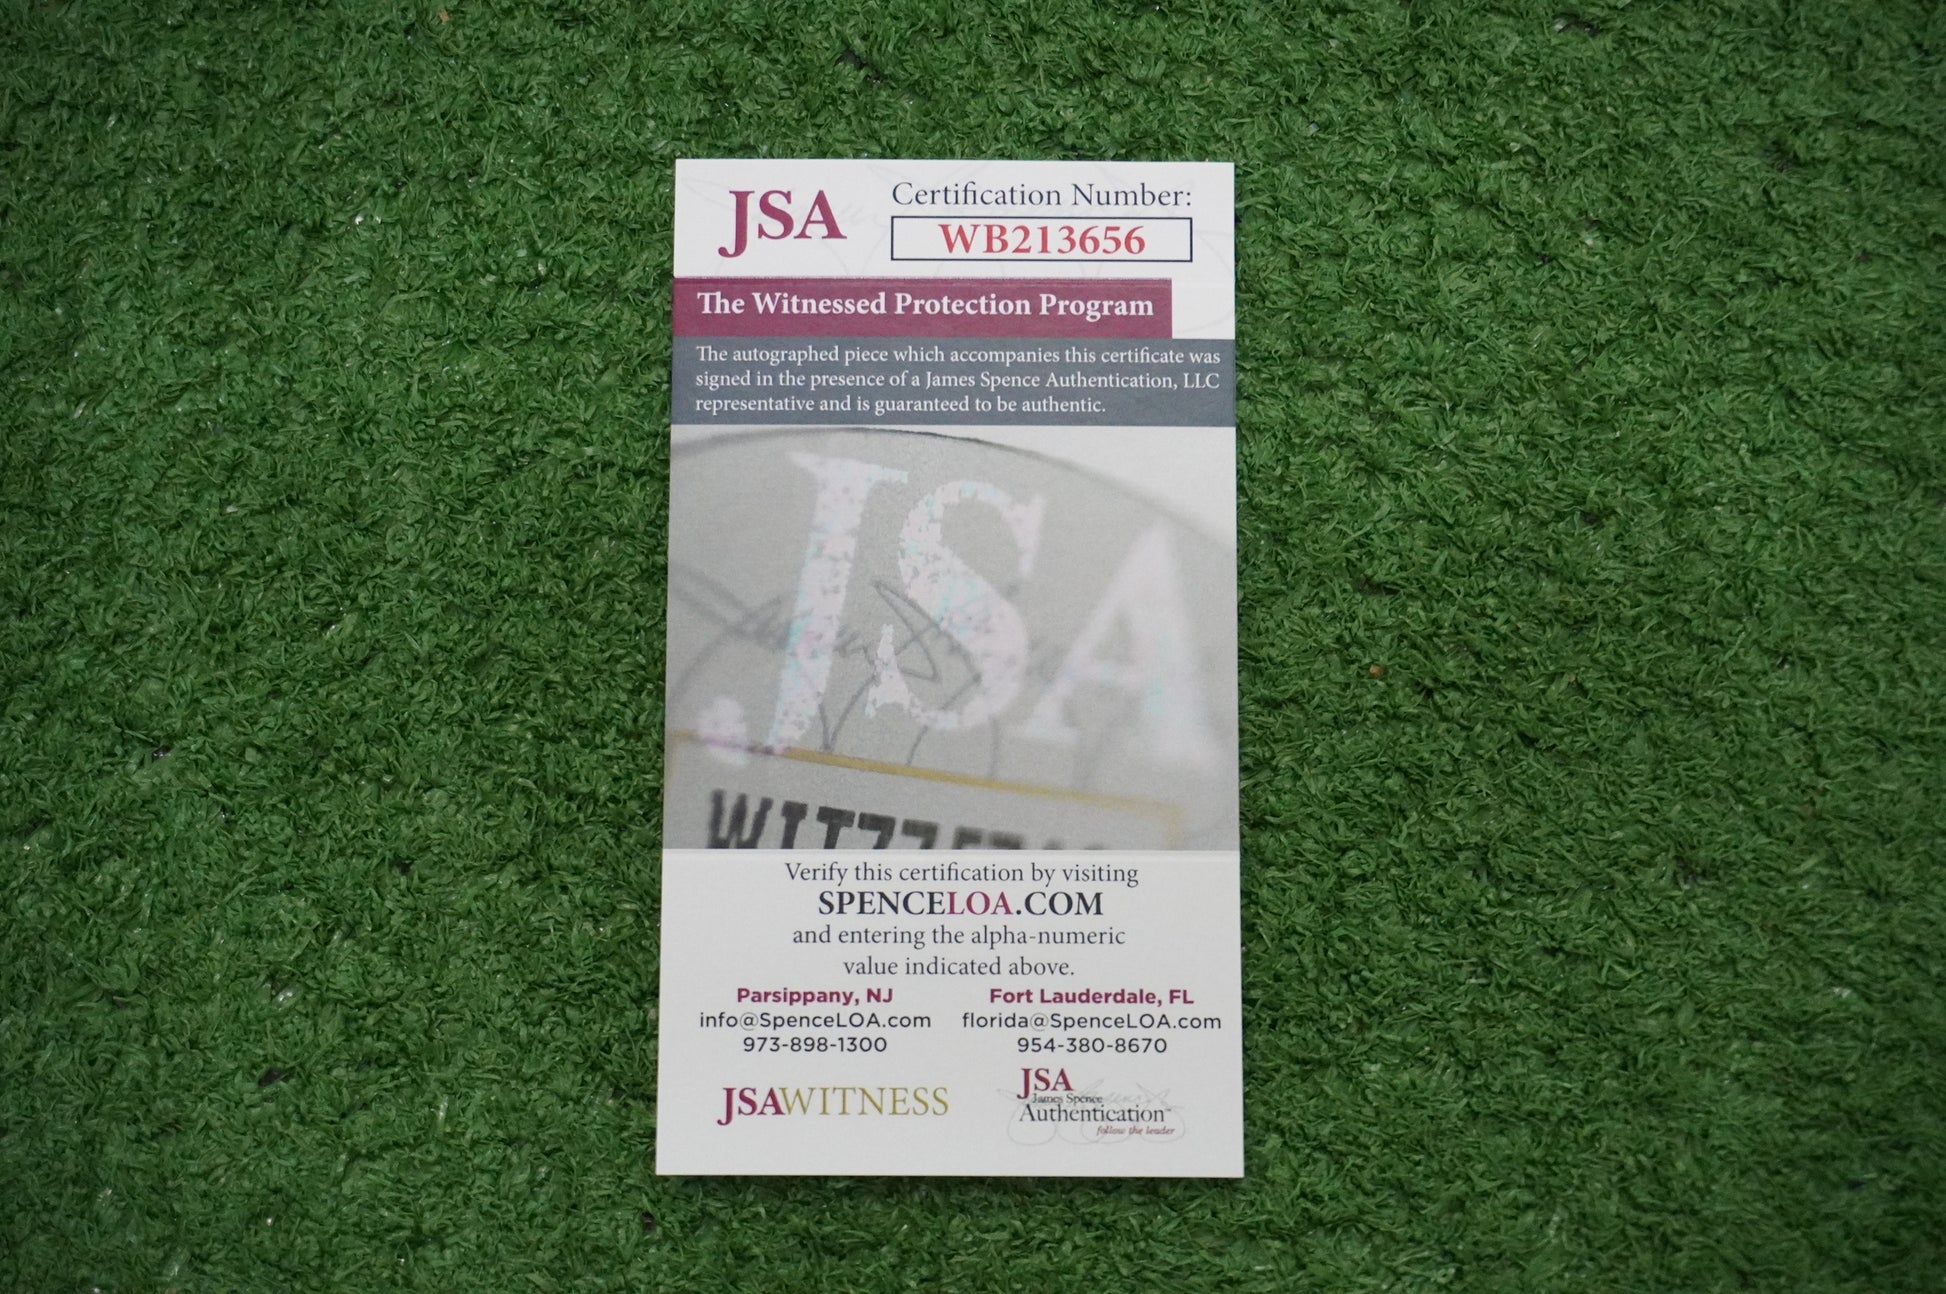 JSA
Certification Number:
WB213656
The Witnessed Protection Program
The autographed piece which accompanies this certificate was
signed in the presence of a James Spence Authentication, LLC
representative and is guaranteed to be authentic.
JSA
Verify this certification by visiting
SPENCELOA.COM
and entering the alpha-numeric
value indicated above.
Parsippany, NJ
info@SpenceLOA.com
973-898-1300
Fort Lauderdale, FL
florida@SpenceLOA.com
954-380-8670
JSAWITNESS
JSA
James Spence
Authentication™
follow the leader